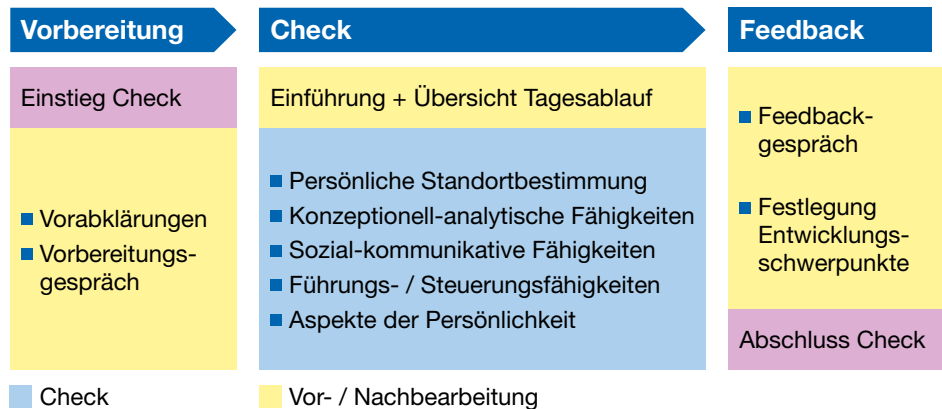 Vorbereitung
Einstieg Check
Vorabklärungen
Vorbereitungs-
gespräch
Check
Einführung + Übersicht Tagesablauf
Persönliche Standortbestimmung
Konzeptionell-analytische Fähigkeiten
Sozial-kommunikative Fähigkeiten
Führungs- / Steuerungsfähigkeiten
Aspekte der Persönlichkeit
Feedback
Feedback-
gespräch
Festlegung
Entwicklungs-
schwerpunkte
Abschluss Check
Check
Vor- / Nachbearbeitung